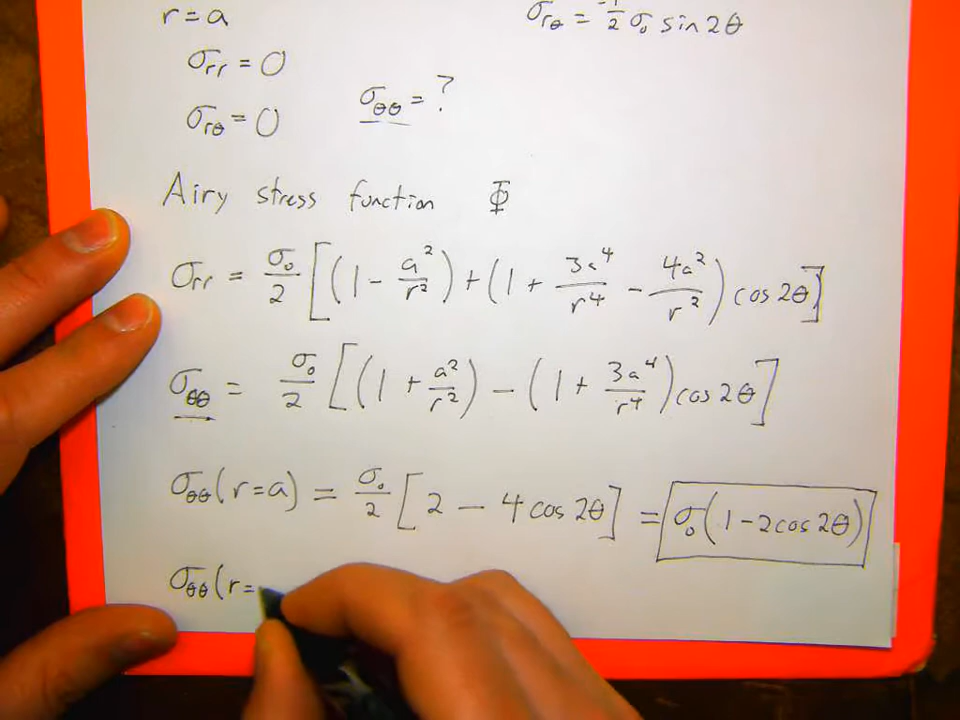 r = a
σrθ = -1/2 σ₀ sin 2θ
σrr = 0
σrθ = 0
σθθ = ?
Airy stress function Φ
σrr = σ₀/2 [(1 - a²/r²) + (1 + 3a⁴/r⁴ - 4a²/r²) cos 2θ]
σθθ = σ₀/2 [(1 + a²/r²) - (1 + 3a⁴/r⁴) cos 2θ]
σθθ(r=a) = σ₀/2 [2 - 4 cos 2θ] = σ₀(1 - 2 cos 2θ)
σθθ(r=